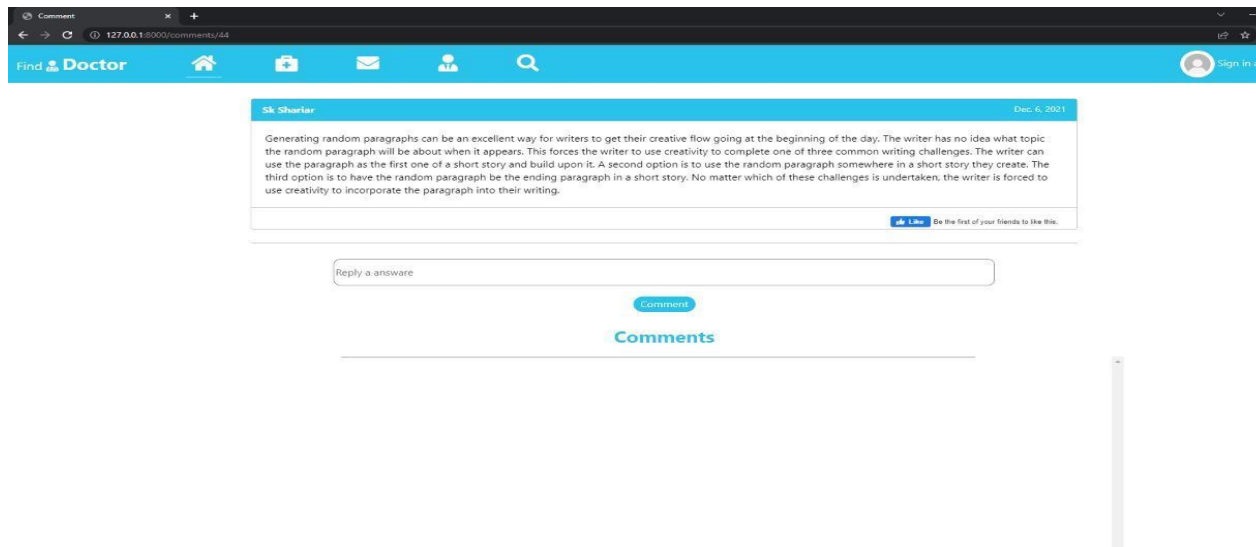 Comment
127.0.0.1:8000/comments/44
Find Doctor
Sign in
Sk Shariar Dec. 6, 2021
Generating random paragraphs can be an excellent way for writers to get their creative flow going at the beginning of the day. The writer has no idea what topic
the random paragraph will be about when it appears. This forces the writer to use creativity to complete one of three common writing challenges. The writer can
use the paragraph as the first one of a short story and build upon it. A second option is to use the random paragraph somewhere in a short story they create. The
third option is to have the random paragraph be the ending paragraph in a short story. No matter which of these challenges is undertaken, the writer is forced to
use creativity to incorporate the paragraph into their writing.
Like Be the first of your friends to like this.
Reply a answare
Comment
Comments